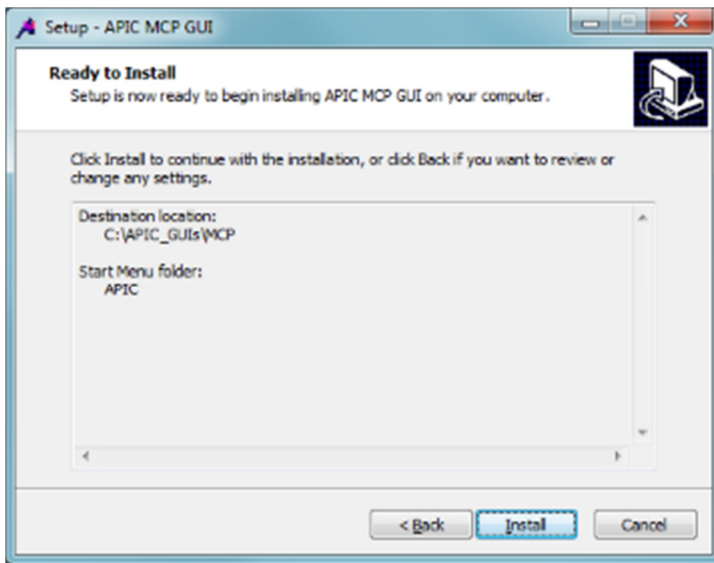 Setup - APIC MCP GUI
Ready to Install
Setup is now ready to begin installing APIC MCP GUI on your computer.
Click Install to continue with the installation, or click Back if you want to review or
change any settings.
Destination location:
C:\APIC_GUIs\MCP
Start Menu folder:
APIC
< Back
Install
Cancel